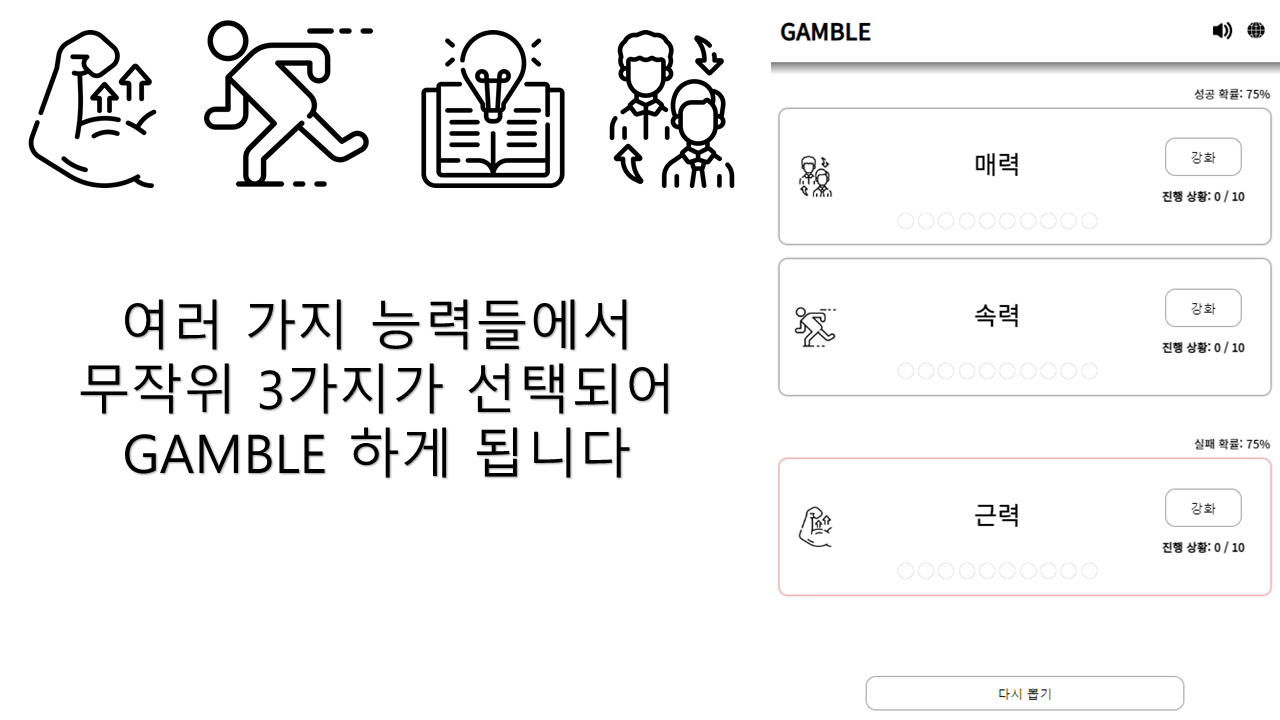 여러 가지 능력들에서
무작위 3가지가 선택되어
GAMBLE 하게 됩니다
GAMBLE
성공 확률: 75%
매력
강화
진행 상황: 0 / 10
속력
강화
진행 상황: 0 / 10
실패 확률: 75%
근력
강화
진행 상황: 0 / 10
다시 뽑기